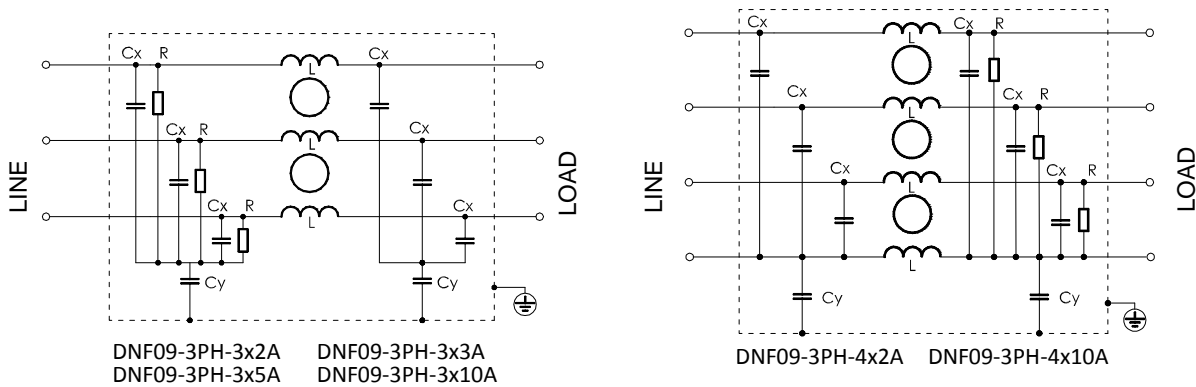 Cx R
L
Cx
Cx R
L
Cx
Cx R
L
Cx
Cy
Cy
LINE
LOAD
DNF09-3PH-3x2A DNF09-3PH-3x3A
DNF09-3PH-3x5A DNF09-3PH-3x10A
Cx
L
Cx R
Cx
L
Cx R
Cx
L
Cx R
L
Cy
Cy
LINE
LOAD
DNF09-3PH-4x2A DNF09-3PH-4x10A